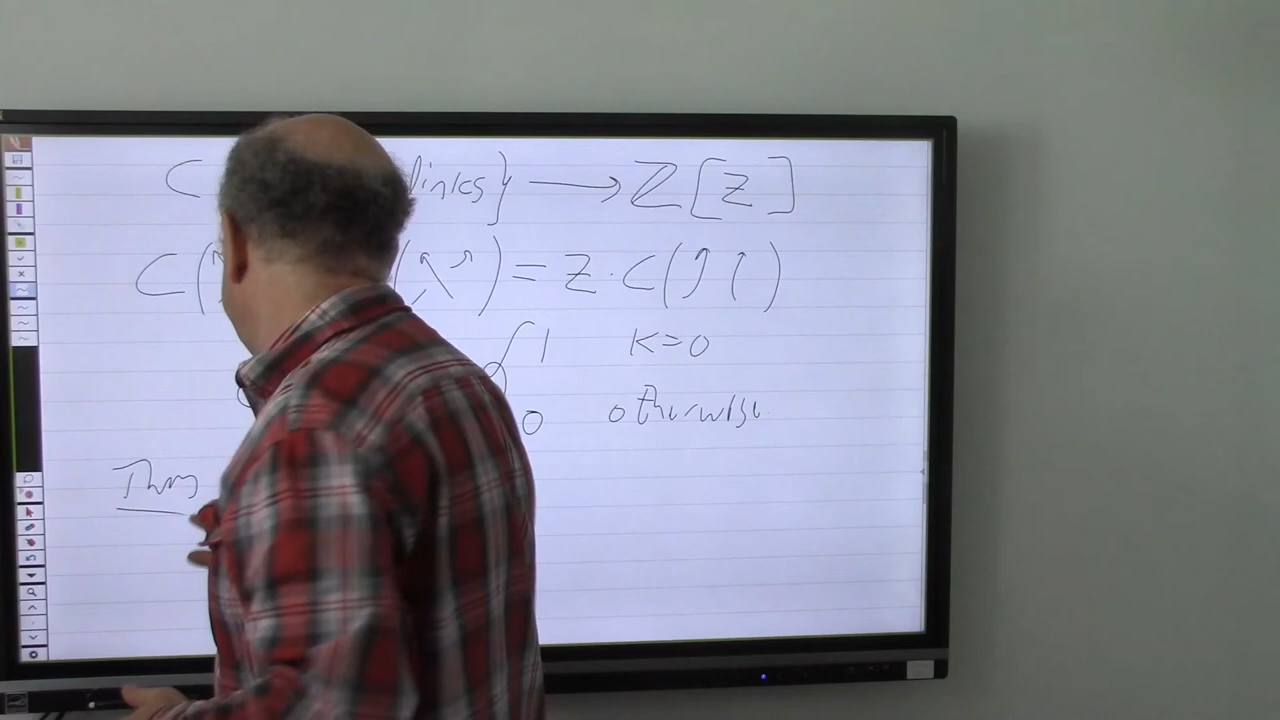 C links} ⟶ ℤ[z]
C( ( ) = z · C( )
{ 1 K=0
0 otherwise.
Thm